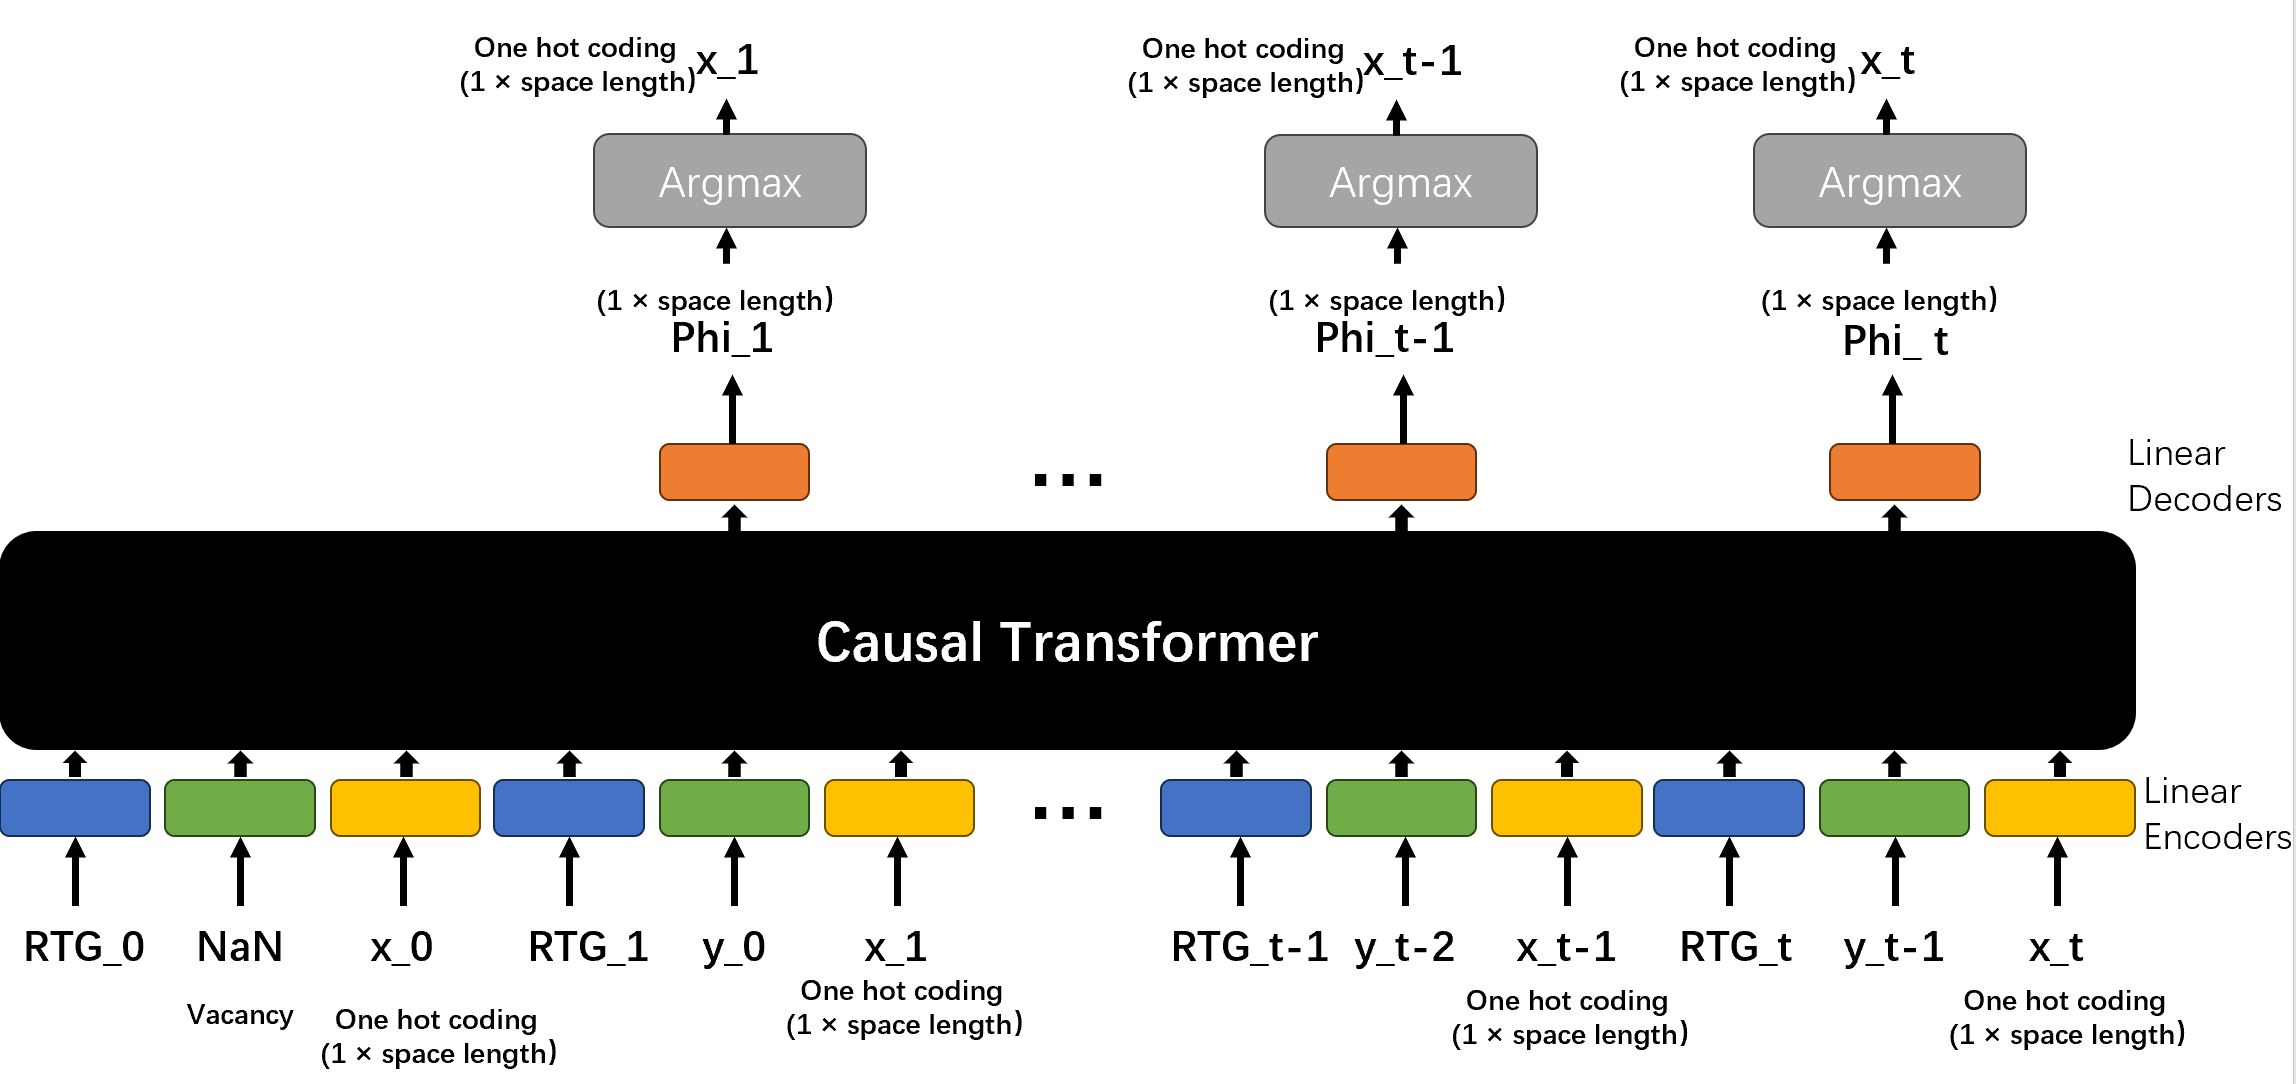 One hot coding
(1 × space length)
x_1
One hot coding
(1 × space length)
x_t-1
One hot coding
(1 × space length)
x_t
Argmax
Argmax
Argmax
(1 × space length)
Phi_1
(1 × space length)
Phi_t-1
(1 × space length)
Phi_ t
...
Linear
Decoders
Causal Transformer
...
Linear
Encoders
RTG_0
NaN
x_0
RTG_1
y_0
x_1
RTG_t-1
y_t-2
x_t-1
RTG_t
y_t-1
x_t
Vacancy
One hot coding
(1 × space length)
One hot coding
(1 × space length)
One hot coding
(1 × space length)
One hot coding
(1 × space length)